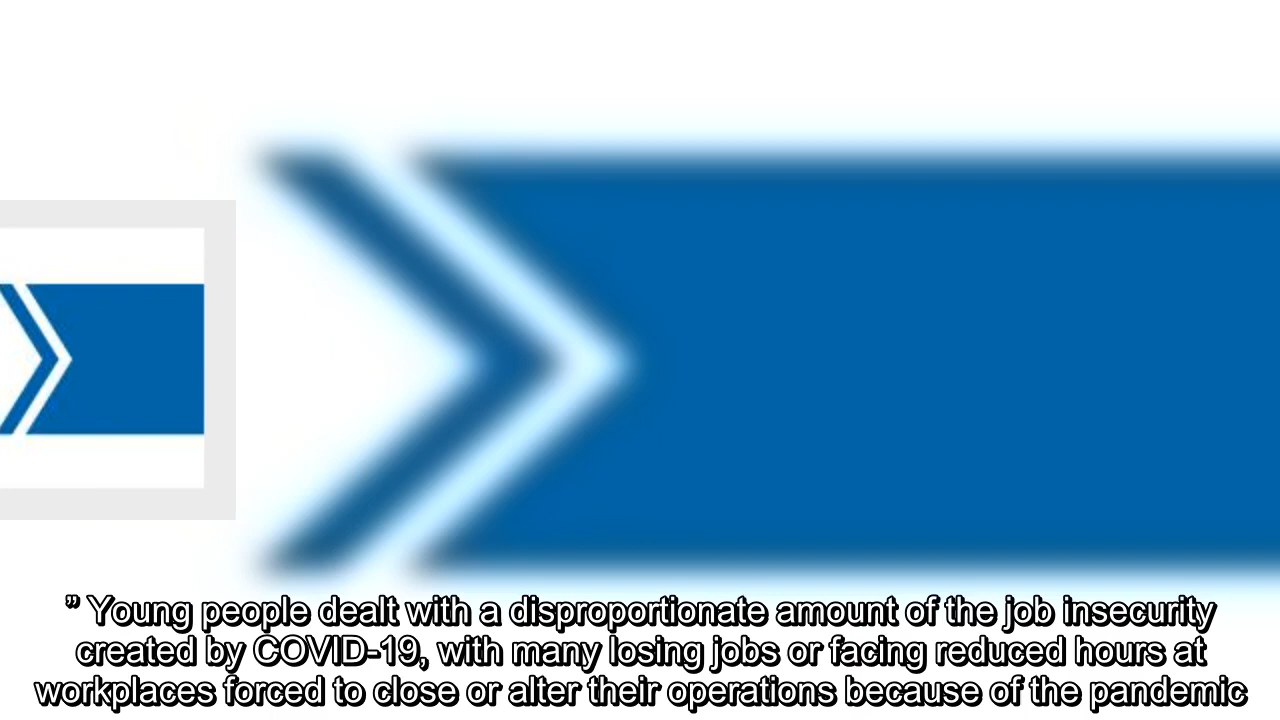 ” Young people dealt with a disproportionate amount of the job insecurity
created by COVID-19, with many losing jobs or facing reduced hours at
workplaces forced to close or alter their operations because of the pandemic